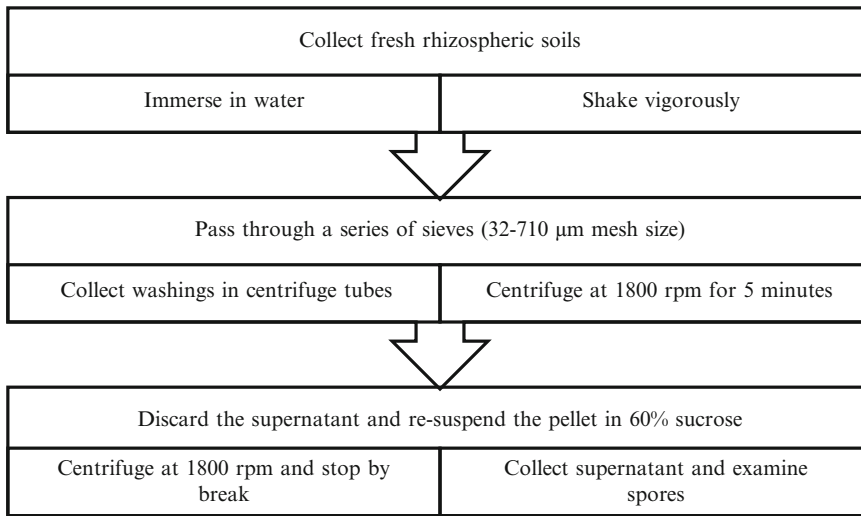 Collect fresh rhizospheric soils
Immerse in water
Shake vigorously
Pass through a series of sieves (32-710 μm mesh size)
Collect washings in centrifuge tubes
Centrifuge at 1800 rpm for 5 minutes
Discard the supernatant and re-suspend the pellet in 60% sucrose
Centrifuge at 1800 rpm and stop by
break
Collect supernatant and examine
spores